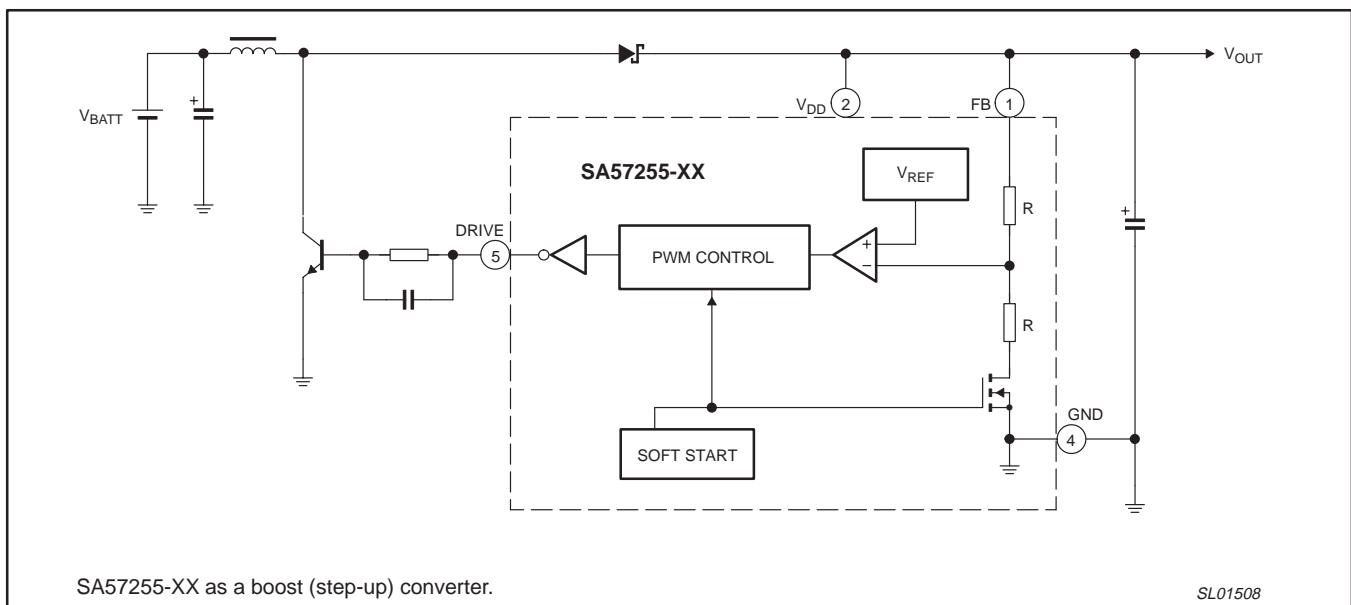 VOUT
VBATT
+
VDD
2
FB
1
SA57255-XX
VREF
R
DRIVE
5
PWM CONTROL
+
−
+
R
GND
4
SOFT START
SA57255-XX as a boost (step-up) converter.
SL01508